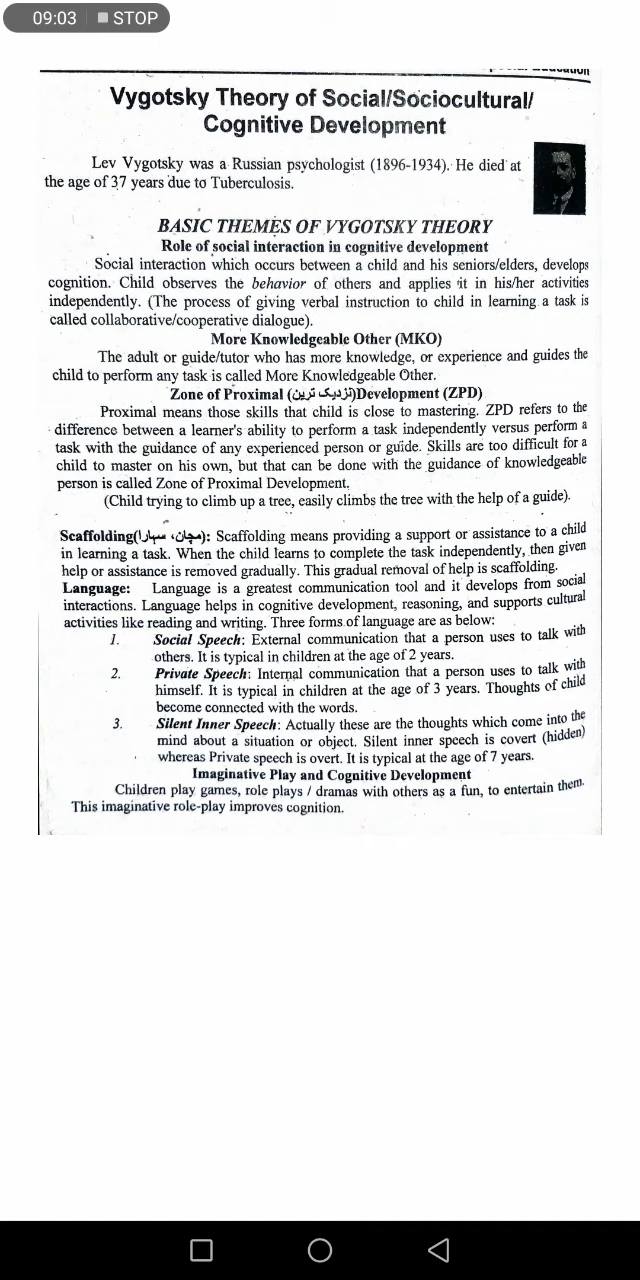 09:03 STOP
Education
Vygotsky Theory of Social/Sociocultural/
Cognitive Development
Lev Vygotsky was a Russian psychologist (1896-1934). He died at
the age of 37 years due to Tuberculosis.
BASIC THEMES OF VYGOTSKY THEORY
Role of social interaction in cognitive development
Social interaction which occurs between a child and his seniors/elders, develops
cognition. Child observes the behavior of others and applies it in his/her activities
independently. (The process of giving verbal instruction to child in learning a task is
called collaborative/cooperative dialogue).
More Knowledgeable Other (MKO)
The adult or guide/tutor who has more knowledge, or experience and guides the
child to perform any task is called More Knowledgeable Other.
Zone of Proximal (نزدیک ترین)Development (ZPD)
Proximal means those skills that child is close to mastering. ZPD refers to the
difference between a learner's ability to perform a task independently versus perform a
task with the guidance of any experienced person or guide. Skills are too difficult for a
child to master on his own, but that can be done with the guidance of knowledgeable
person is called Zone of Proximal Development.
(Child trying to climb up a tree, easily climbs the tree with the help of a guide).
Scaffolding(مچان، سہارا): Scaffolding means providing a support or assistance to a child
in learning a task. When the child learns to complete the task independently, then given
help or assistance is removed gradually. This gradual removal of help is scaffolding.
Language: Language is a greatest communication tool and it develops from social
interactions. Language helps in cognitive development, reasoning, and supports cultural
activities like reading and writing. Three forms of language are as below:
1. Social Speech: External communication that a person uses to talk with
others. It is typical in children at the age of 2 years.
2. Private Speech: Internal communication that a person uses to talk with
himself. It is typical in children at the age of 3 years. Thoughts of child
become connected with the words.
3. Silent Inner Speech: Actually these are the thoughts which come into the
mind about a situation or object. Silent inner speech is covert (hidden)
whereas Private speech is overt. It is typical at the age of 7 years.
Imaginative Play and Cognitive Development
Children play games, role plays / dramas with others as a fun, to entertain them.
This imaginative role-play improves cognition.